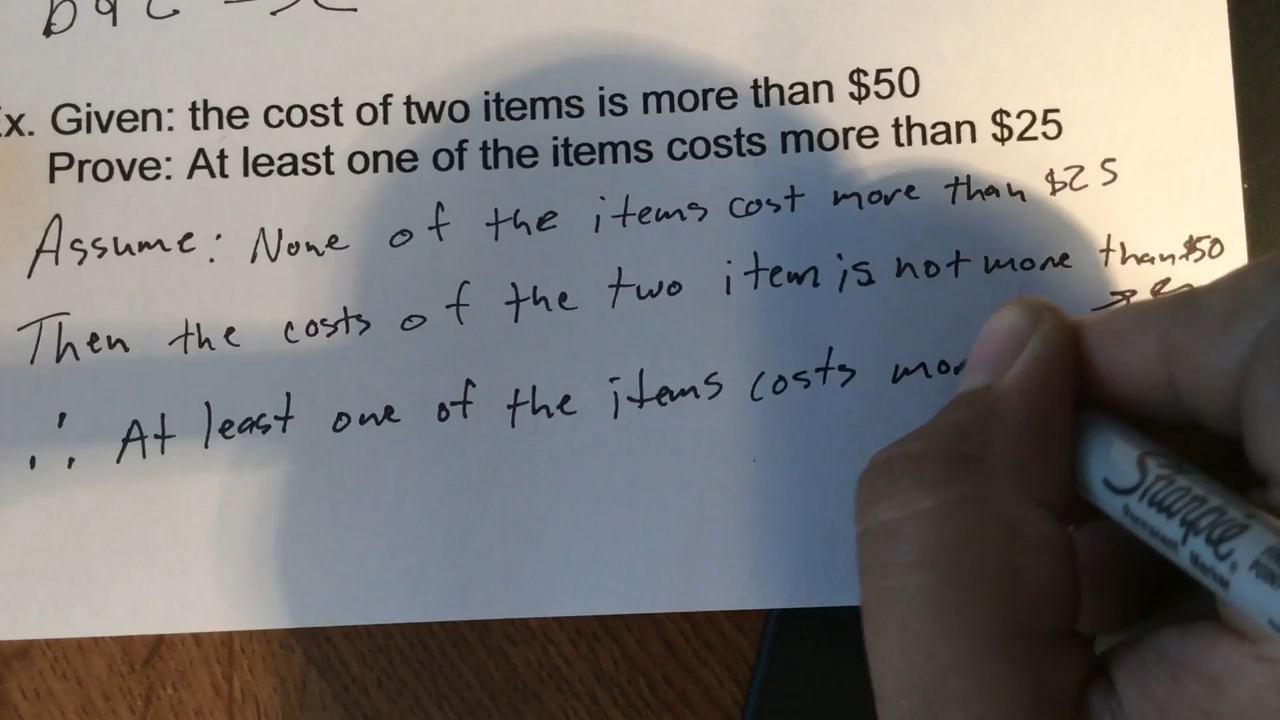 x. Given: the cost of two items is more than $50
Prove: At least one of the items costs more than $25
Assume: None of the items cost more than $25
Then the costs of the two item is not more than $50
∴ At least one of the items costs mor
Sharpie